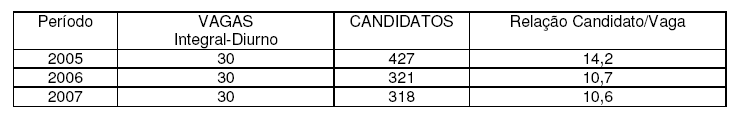 Período VAGAS CANDIDATOS Relação Candidato/Vaga
Integral-Diurno
2005 30 427 14,2
2006 30 321 10,7
2007 30 318 10,6